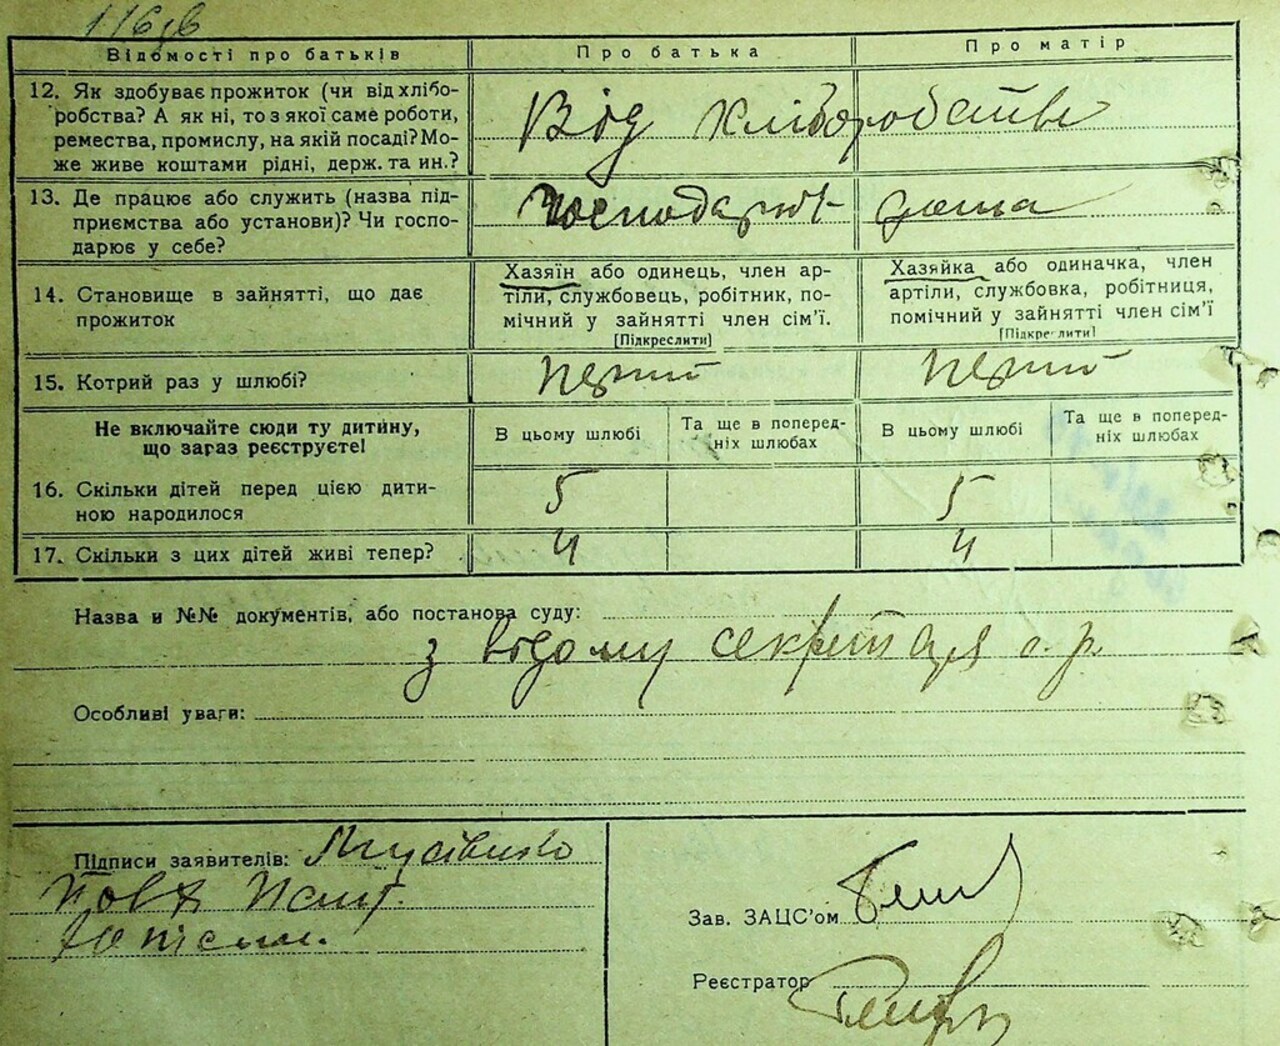 116зв
Відомості про батьків Про батька Про матір
12. Як здобуває прожиток (чи від хлібо-
робства? А як ні, то з якої саме роботи,
ремества, промислу, на якій посаді? Мо-
же живе коштами рідні, держ. та ин.?
Від хліборобства
13. Де працює або служить (назва під-
приємства або установи)? Чи госпо-
дарює у себе?
господарює дома
14. Становище в зайнятті, що дає
прожиток
Хазяїн або одинець, член ар-
тіли, службовець, робітник, по-
мічний у зайнятті член сім’ї.
[Підкреслити]
Хазяйка або одиначка, член
артіли, службовка, робітниця,
помічний у зайнятті член сім’ї
[Підкреслити]
15. Котрий раз у шлюбі?
перший перший
Не включайте сюди ту дитину,
що зараз реєструєте!
В цьому шлюбі
Та ще в поперед-
ніх шлюбах
В цьому шлюбі
Та ще в поперед-
ніх шлюбах
16. Скільки дітей перед цією дити-
ною народилося
5 5
17. Скільки з цих дітей живі тепер? 4 4
Назва и №№ документів, або постанова суду:
з відому секретаря с. р.
Особливі уваги:
Підписи заявителів: Мусієнко
Зав. ЗАЦС’ом
Реєстратор